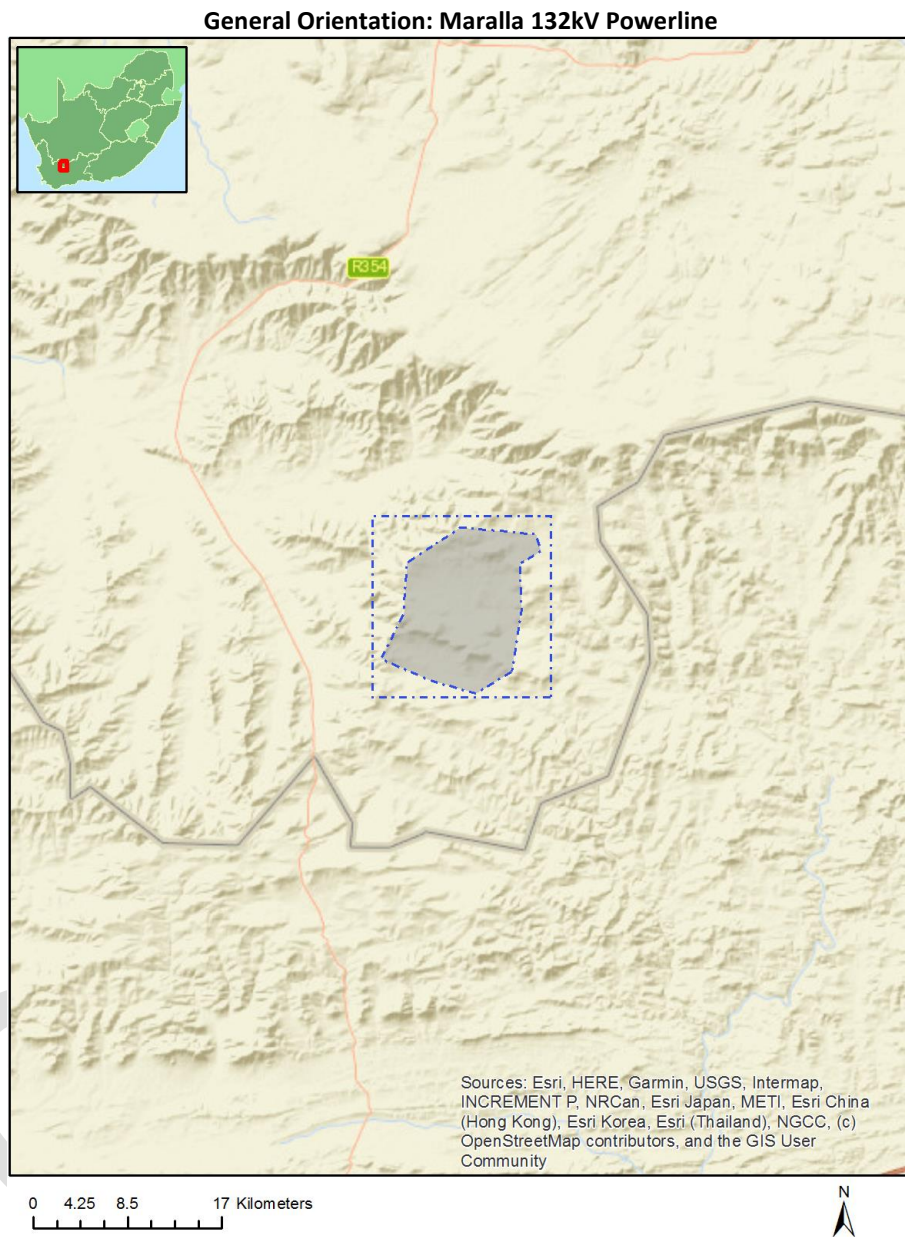 General Orientation: Maralla 132kV Powerline
R354
Sources: Esri, HERE, Garmin, USGS, Intermap,
INCREMENT P, NRCan, Esri Japan, METI, Esri China
(Hong Kong), Esri Korea, Esri (Thailand), NGCC, (c)
OpenStreetMap contributors, and the GIS User
Community
0 4.25 8.5 17 Kilometers
N